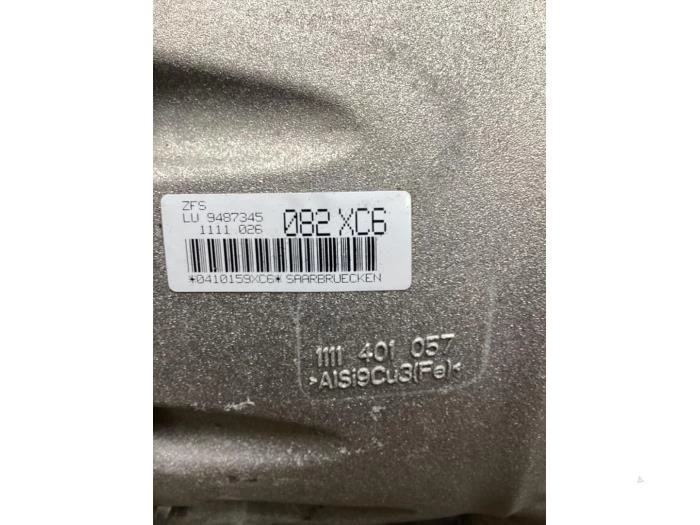 ZFS
LU 9487345
1111 026
082 XC6
*0410159XC6* SAARBRUECKEN
1111 401 057
>AlSi9Cu3(Fe)<